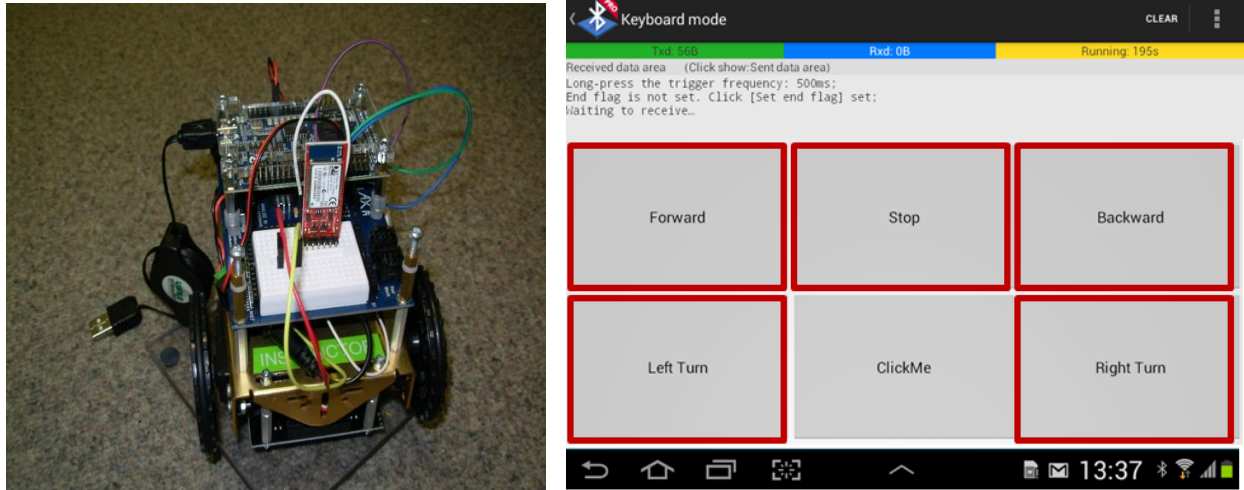 INSTRUCTOR
PRO
Keyboard mode
CLEAR
Txd: 56B
Rxd: 0B
Running: 195s
Received data area (Click show:Sent data area)
Long-press the trigger frequency: 500ms;
End flag is not set. Click [Set end flag] set;
Waiting to receive…
Forward
Stop
Backward
Left Turn
ClickMe
Right Turn
13:37